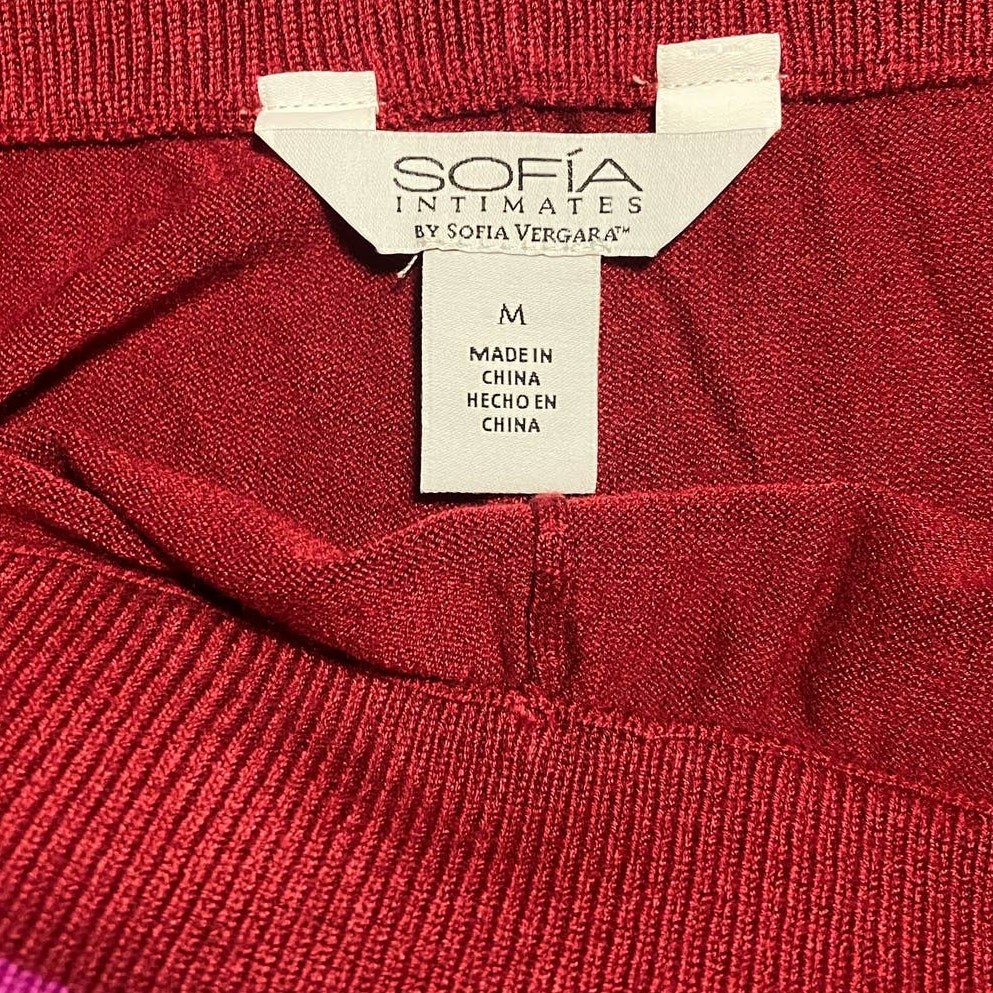 SOFÍA
INTIMATES
BY SOFIA VERGARA™
M
MADE IN
CHINA
HECHO EN
CHINA